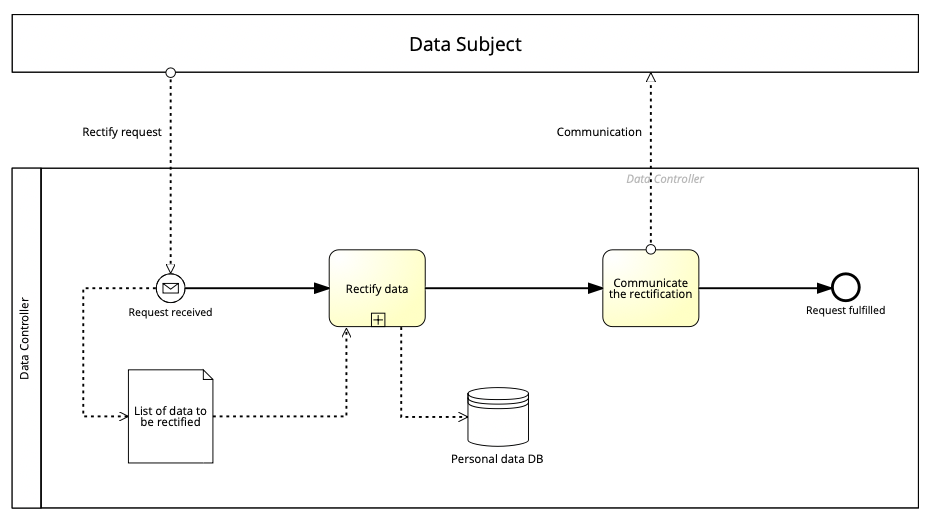 Data Subject
Rectify request
Communication
Data Controller
Data Controller
Rectify data
Communicate
the rectification
Request received
Request fulfilled
List of data to
be rectified
Personal data DB